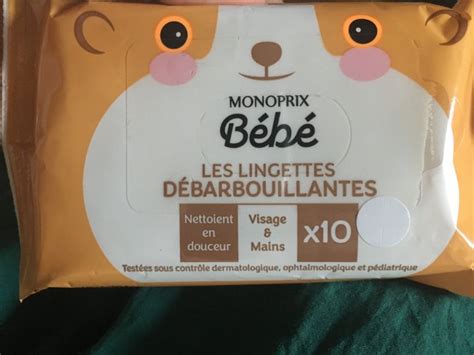 MONOPRIX
Bébé
LES LINGETTES
DÉBARBOUILLANTES
Nettoient
en
douceur
Visage
&
Mains
x10
Testées sous contrôle dermatologique, ophtalmologique et pédiatrique